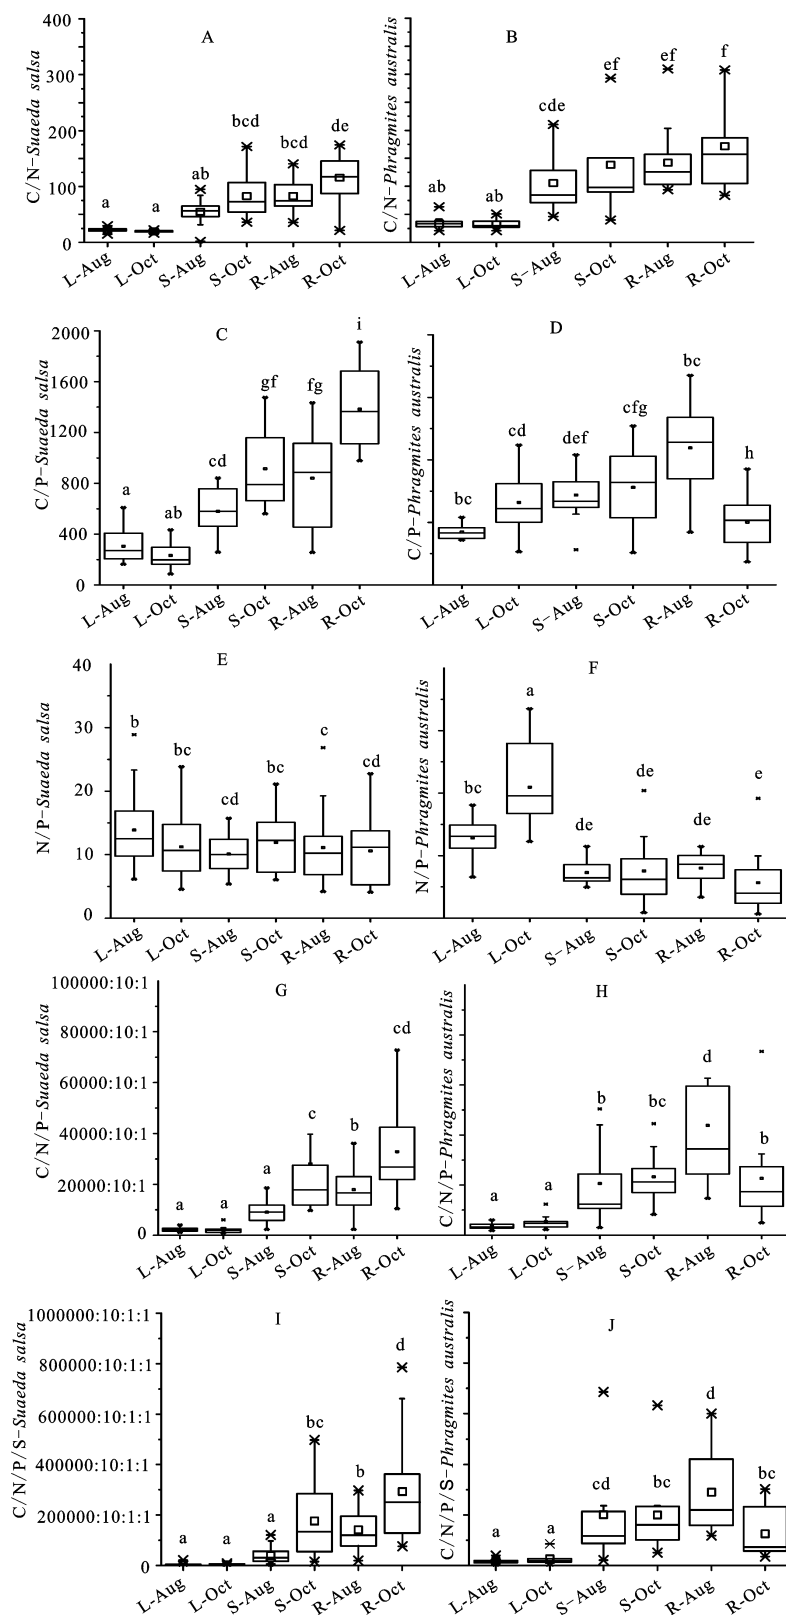 A
C/N-Suaeda salsa
400
300
200
100
0
a
a
ab
bcd
bcd
de
L-Aug
L-Oct
S-Aug
S-Oct
R-Aug
R-Oct
B
C/N-Phragmites australis
ab
ab
cde
ef
ef
f
L-Aug
L-Oct
S-Aug
S-Oct
R-Aug
R-Oct
C
C/P-Suaeda salsa
2000
1600
1200
800
400
0
a
ab
cd
gf
fg
i
L-Aug
L-Oct
S-Aug
S-Oct
R-Aug
R-Oct
D
C/P-Phragmites australis
bc
cd
def
cfg
bc
h
L-Aug
L-Oct
S-Aug
S-Oct
R-Aug
R-Oct
E
N/P-Suaeda salsa
40
30
20
10
0
b
bc
cd
bc
c
cd
L-Aug
L-Oct
S-Aug
S-Oct
R-Aug
R-Oct
F
N/P-Phragmites australis
bc
a
de
de
de
e
L-Aug
L-Oct
S-Aug
S-Oct
R-Aug
R-Oct
G
C/N/P-Suaeda salsa
100000:10:1
80000:10:1
60000:10:1
40000:10:1
20000:10:1
0
a
a
a
c
b
cd
L-Aug
L-Oct
S-Aug
S-Oct
R-Aug
R-Oct
H
C/N/P-Phragmites australis
a
a
b
bc
d
b
L-Aug
L-Oct
S-Aug
S-Oct
R-Aug
R-Oct
I
C/N/P/S-Suaeda salsa
1000000:10:1:1
800000:10:1:1
600000:10:1:1
400000:10:1:1
200000:10:1:1
0
a
a
a
bc
b
d
L-Aug
L-Oct
S-Aug
S-Oct
R-Aug
R-Oct
J
C/N/P/S-Phragmites australis
a
a
cd
bc
d
bc
L-Aug
L-Oct
S-Aug
S-Oct
R-Aug
R-Oct